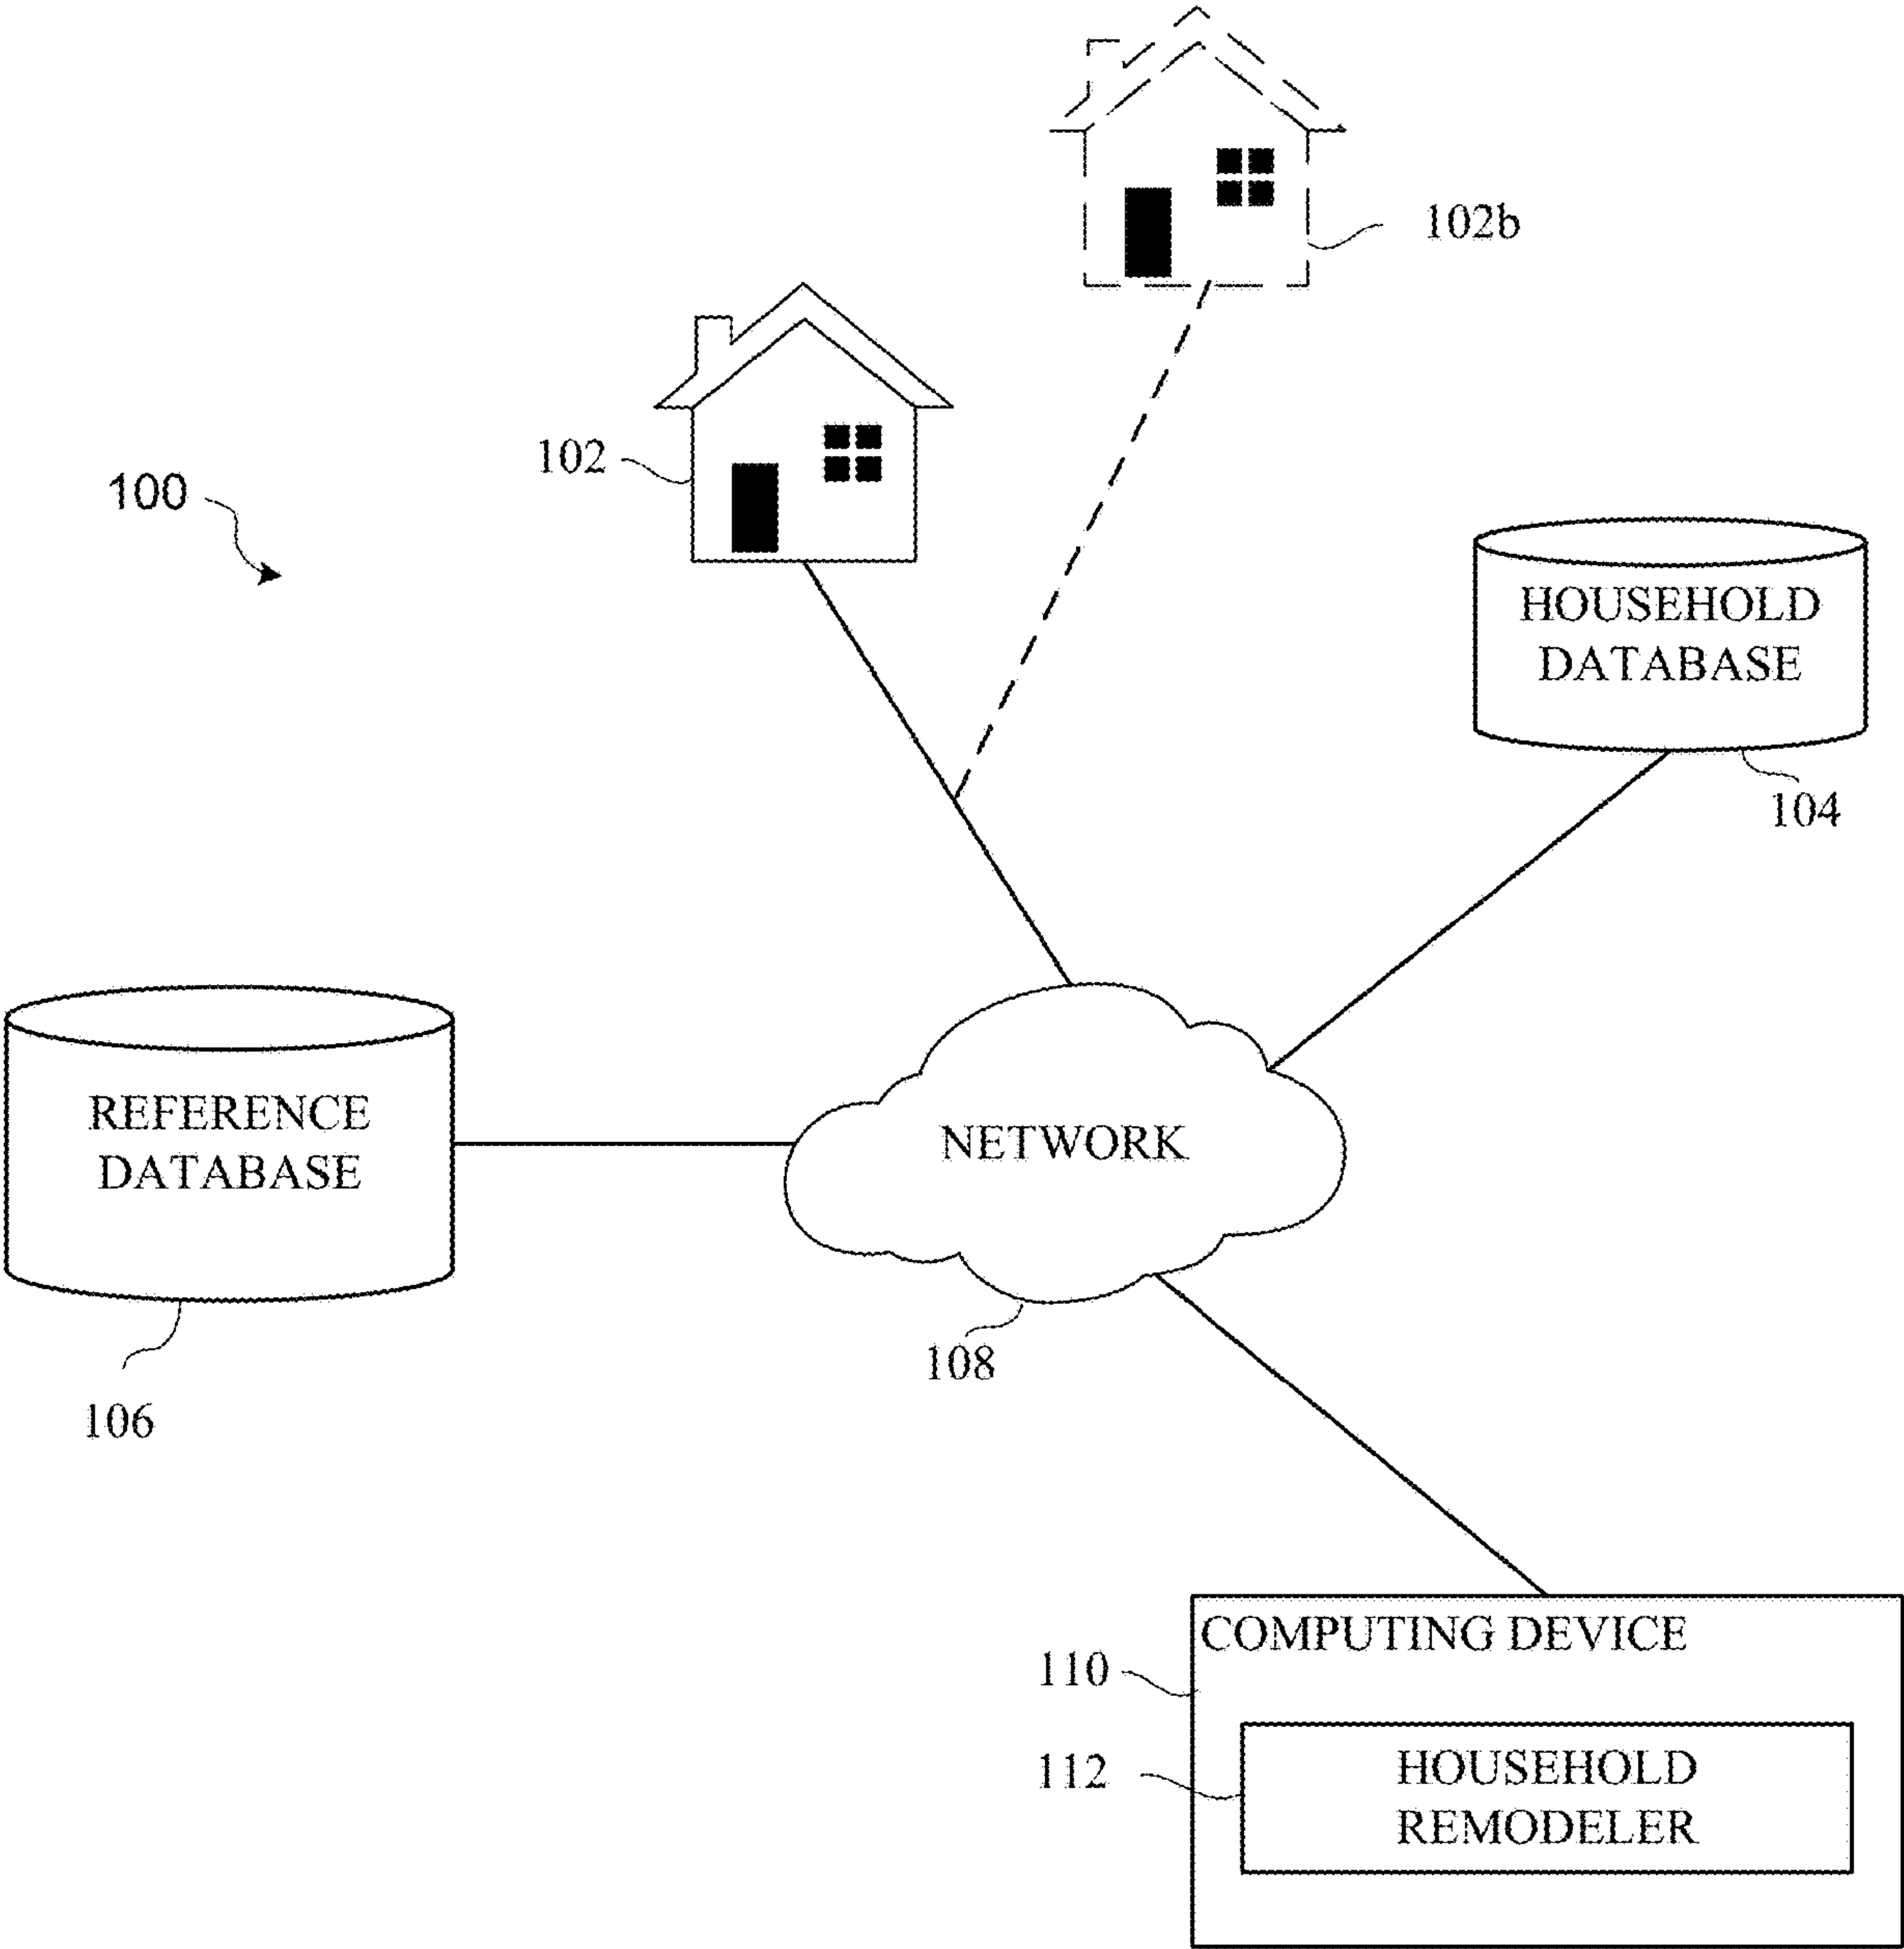 102b
102
100
HOUSEHOLD
DATABASE
104
REFERENCE
DATABASE
NETWORK
108
106
COMPUTING DEVICE
110
112
HOUSEHOLD
REMODELER